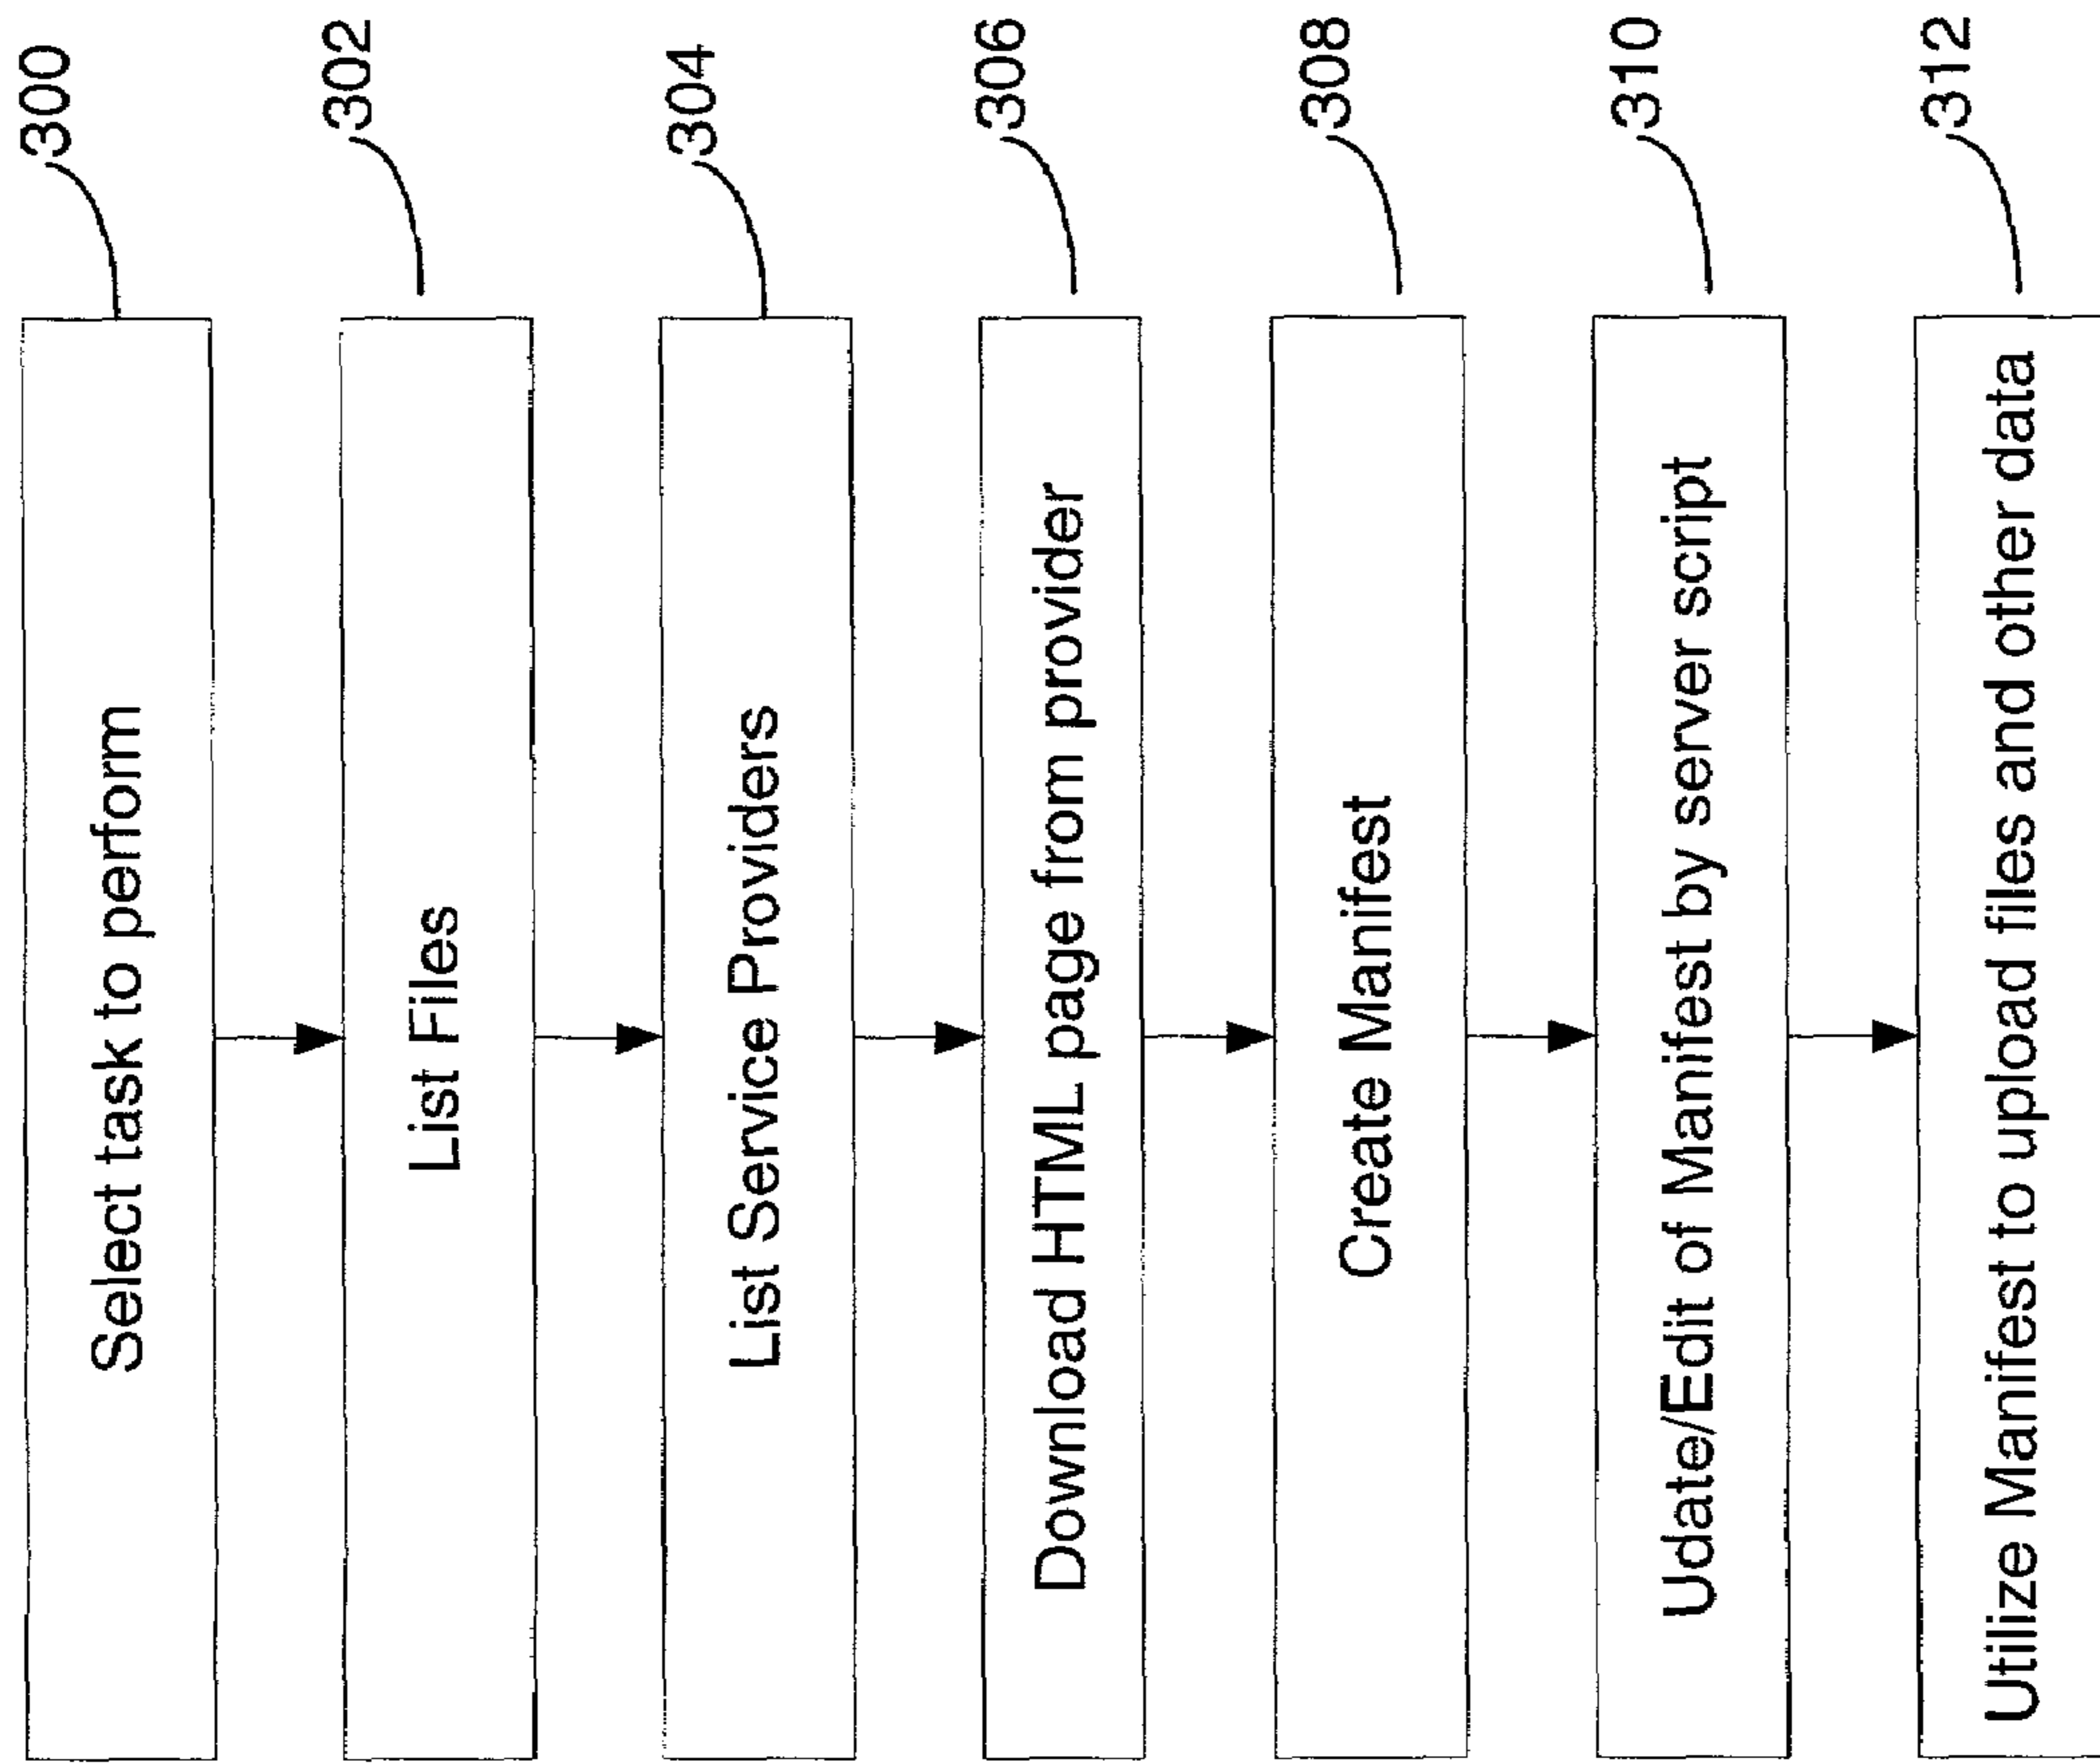 300
Select task to perform
302
List Files
304
List Service Providers
306
Download HTML page from provider
308
Create Manifest
310
Udate/Edit of Manifest by server script
312
Utilize Manifest to upload files and other data